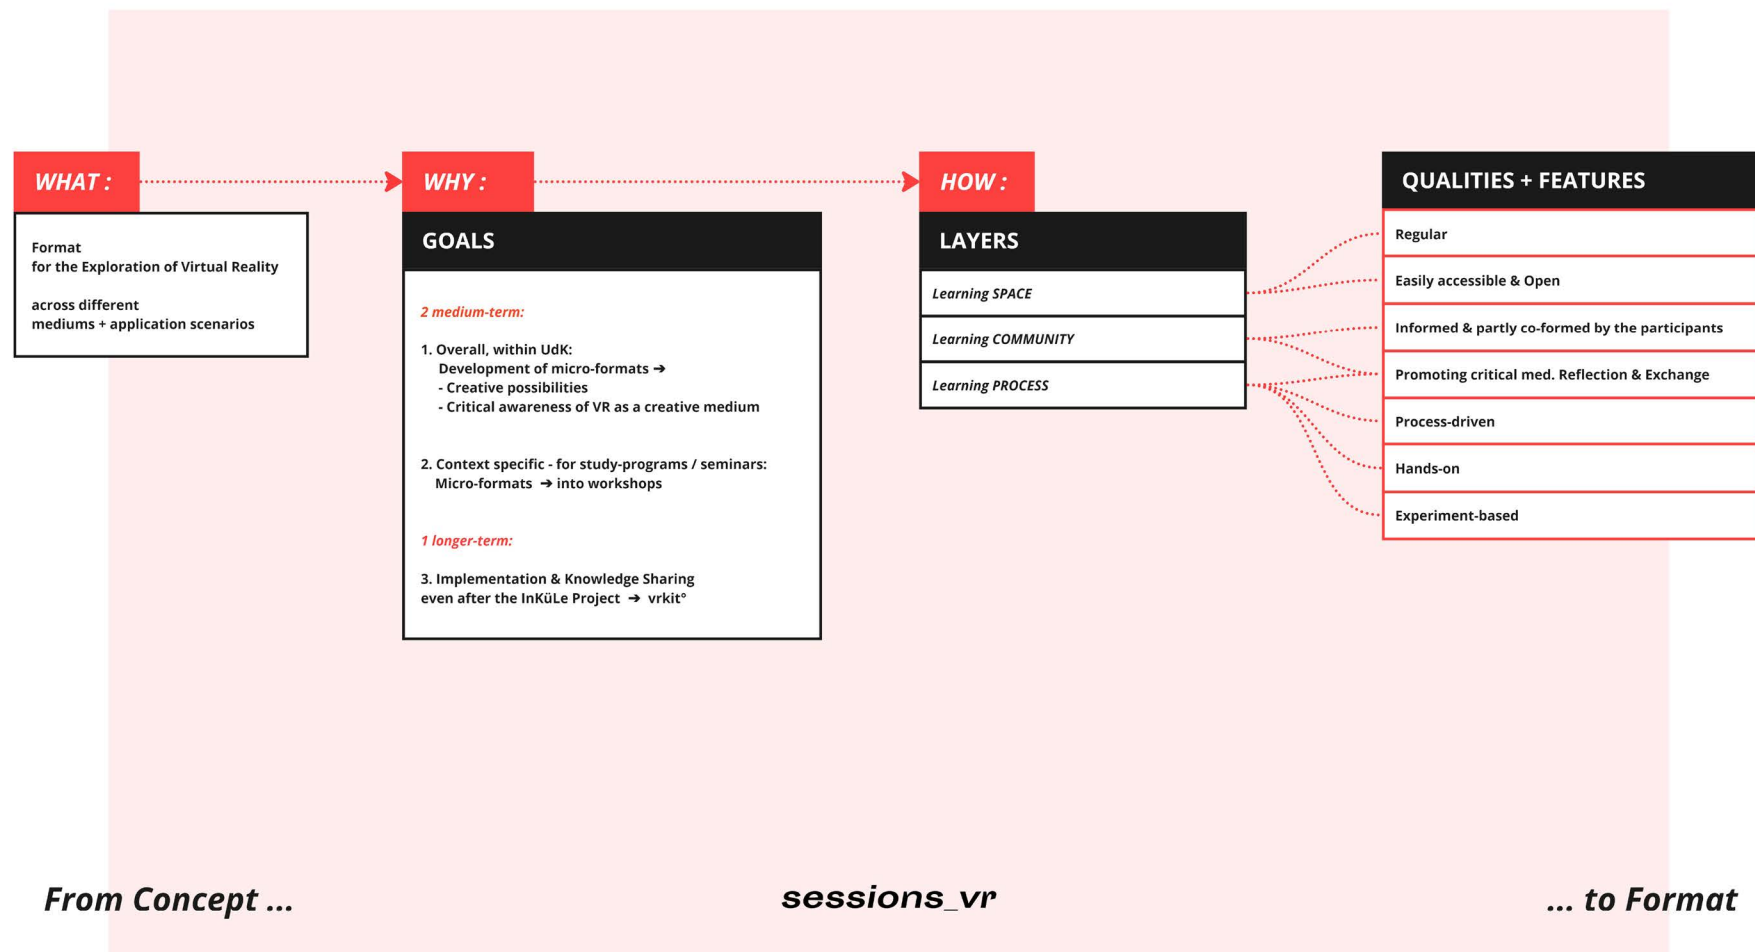 WHAT :
Format
for the Exploration of Virtual Reality
across different
mediums + application scenarios
WHY :
GOALS
2 medium-term:
1. Overall, within UdK:
Development of micro-formats ➔
- Creative possibilities
- Critical awareness of VR as a creative medium
2. Context specific - for study-programs / seminars:
Micro-formats ➔ into workshops
1 longer-term:
3. Implementation & Knowledge Sharing
even after the InKüLe Project ➔ vrkit°
HOW :
LAYERS
Learning SPACE
Learning COMMUNITY
Learning PROCESS
QUALITIES + FEATURES
Regular
Easily accessible & Open
Informed & partly co-formed by the participants
Promoting critical med. Reflection & Exchange
Process-driven
Hands-on
Experiment-based
From Concept ...
sessions_vr
... to Format